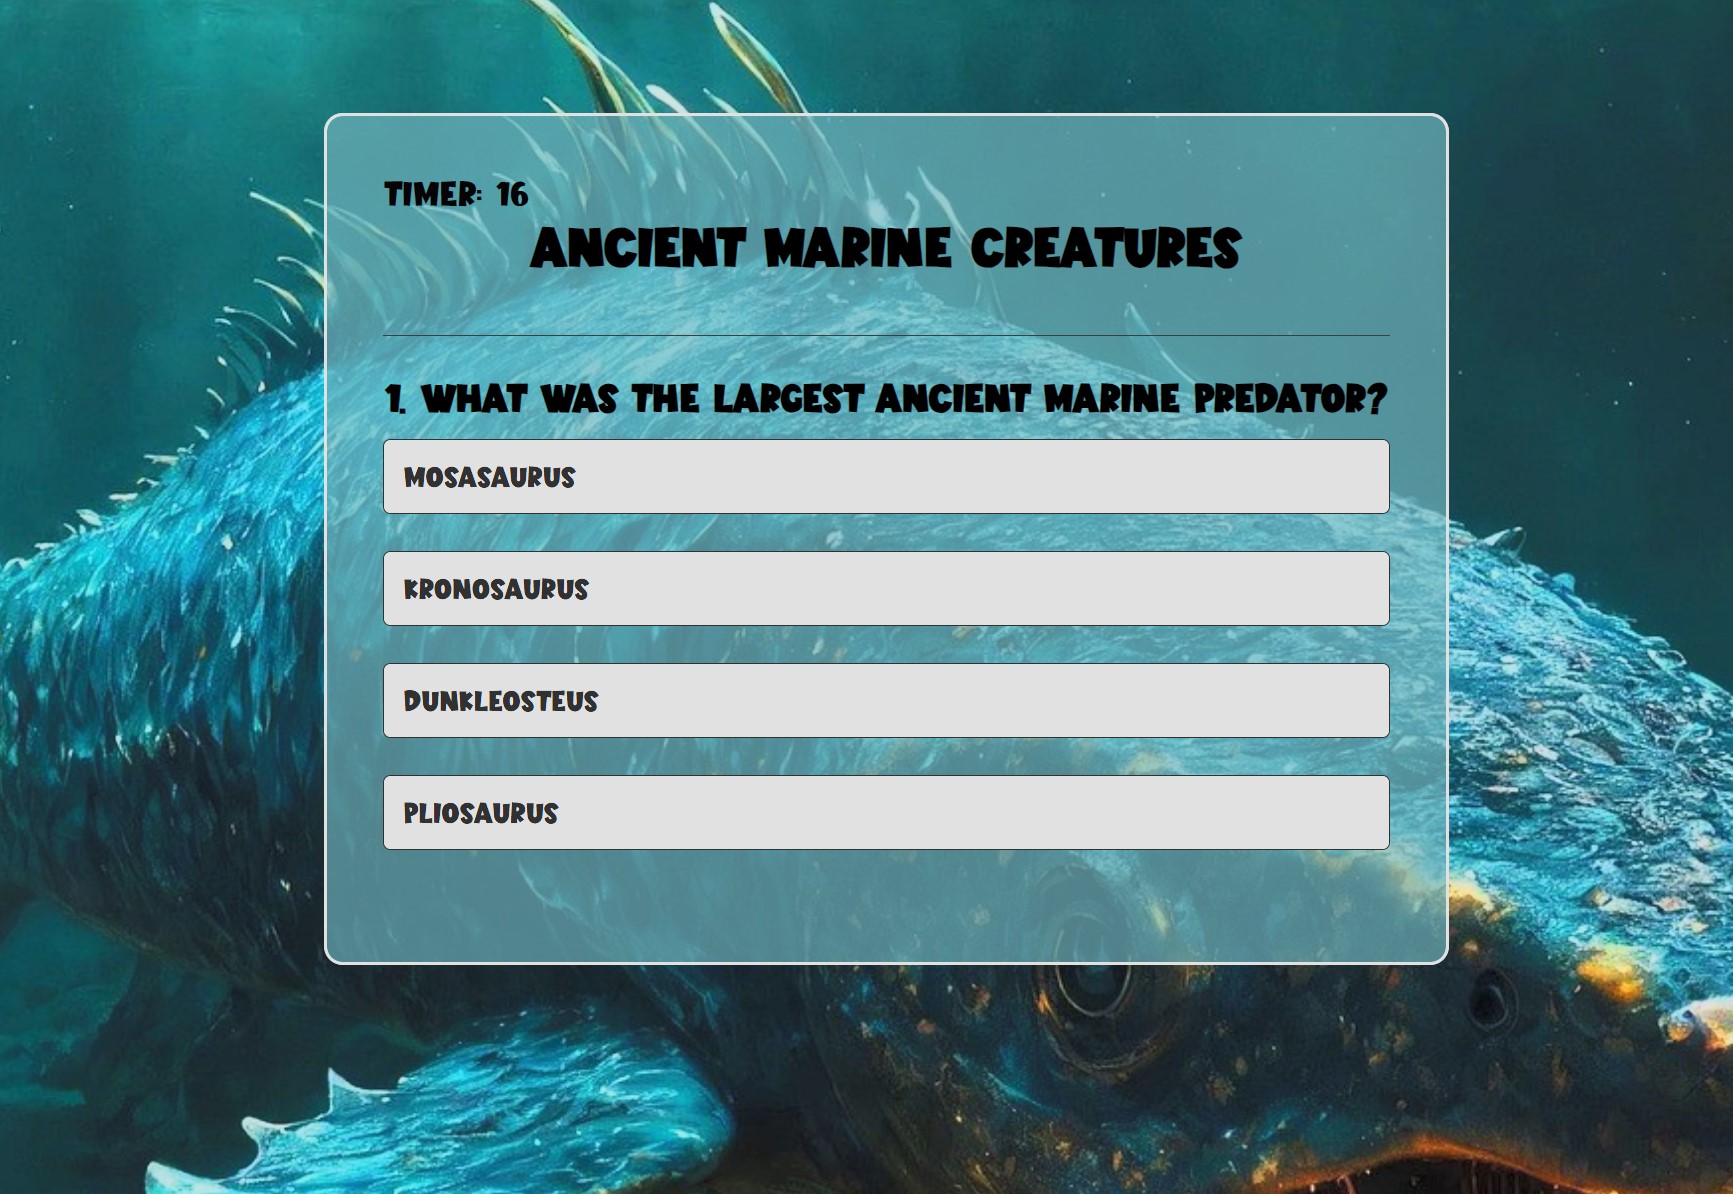 TIMER: 16
ANCIENT MARINE CREATURES
1. WHAT WAS THE LARGEST ANCIENT MARINE PREDATOR?
MOSASAURUS
KRONOSAURUS
DUNKLEOSTEUS
PLIOSAURUS